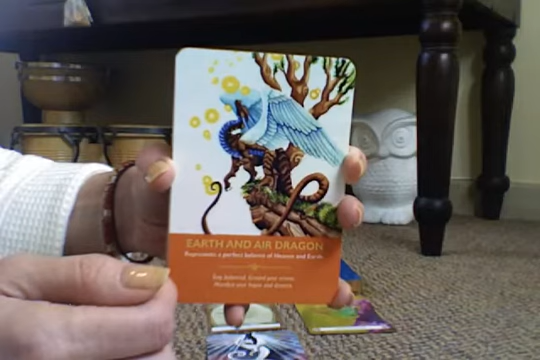 EARTH AND AIR DRAGON
Represents a perfect balance of Heaven and Earth.
Stay balanced. Ground your visions.
Manifest your hopes and dreams.